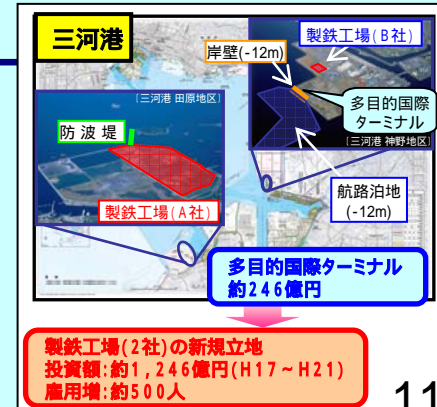 三河港
岸壁(-12m)
製鉄工場(B社)
多目的国際
ターミナル
(三河港 神野地区)
航路泊地
(-12m)
(三河港 田原地区)
防波堤
製鉄工場(A社)
多目的国際ターミナル
約246億円
製鉄工場(2社)の新規立地
投資額:約1,246億円(H17~H21)
雇用増:約500人
11